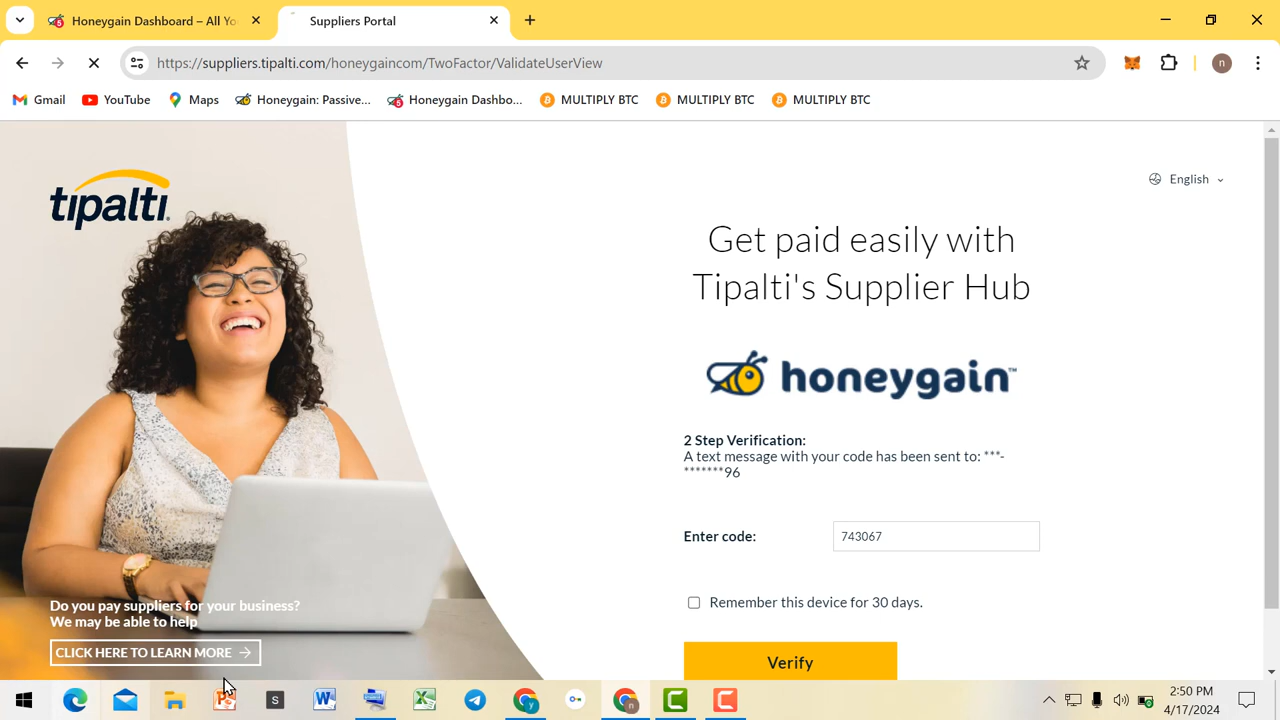 Honeygain Dashboard – All Yo
Suppliers Portal
https://suppliers.tipalti.com/honeygaincom/TwoFactor/ValidateUserView
n
Gmail
YouTube
Maps
Honeygain: Passive...
Honeygain Dashbo...
MULTIPLY BTC
MULTIPLY BTC
MULTIPLY BTC
tipalti
English
Get paid easily with
Tipalti's Supplier Hub
honeygain™
2 Step Verification:
A text message with your code has been sent to: ***-
*******96
Enter code:
743067
Remember this device for 30 days.
Verify
Do you pay suppliers for your business?
We may be able to help
CLICK HERE TO LEARN MORE →
2:50 PM
4/17/2024